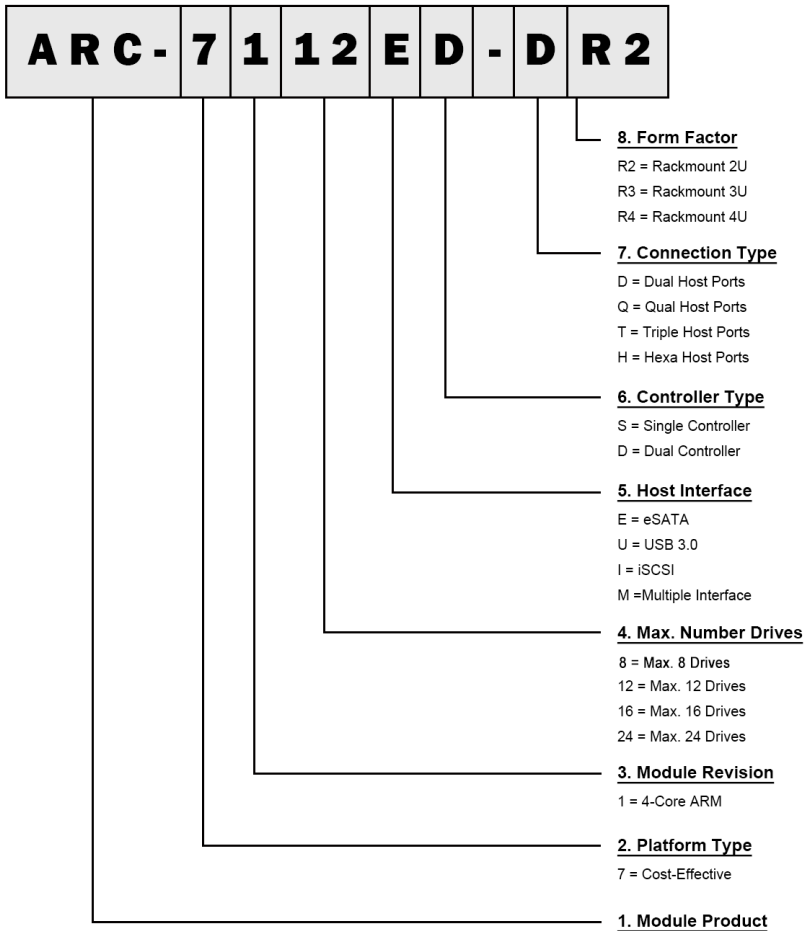 ARC-7112ED-DR2
8. Form Factor
R2 = Rackmount 2U
R3 = Rackmount 3U
R4 = Rackmount 4U
7. Connection Type
D = Dual Host Ports
Q = Qual Host Ports
T = Triple Host Ports
H = Hexa Host Ports
6. Controller Type
S = Single Controller
D = Dual Controller
5. Host Interface
E = eSATA
U = USB 3.0
I = iSCSI
M =Multiple Interface
4. Max. Number Drives
8 = Max. 8 Drives
12 = Max. 12 Drives
16 = Max. 16 Drives
24 = Max. 24 Drives
3. Module Revision
1 = 4-Core ARM
2. Platform Type
7 = Cost-Effective
1. Module Product